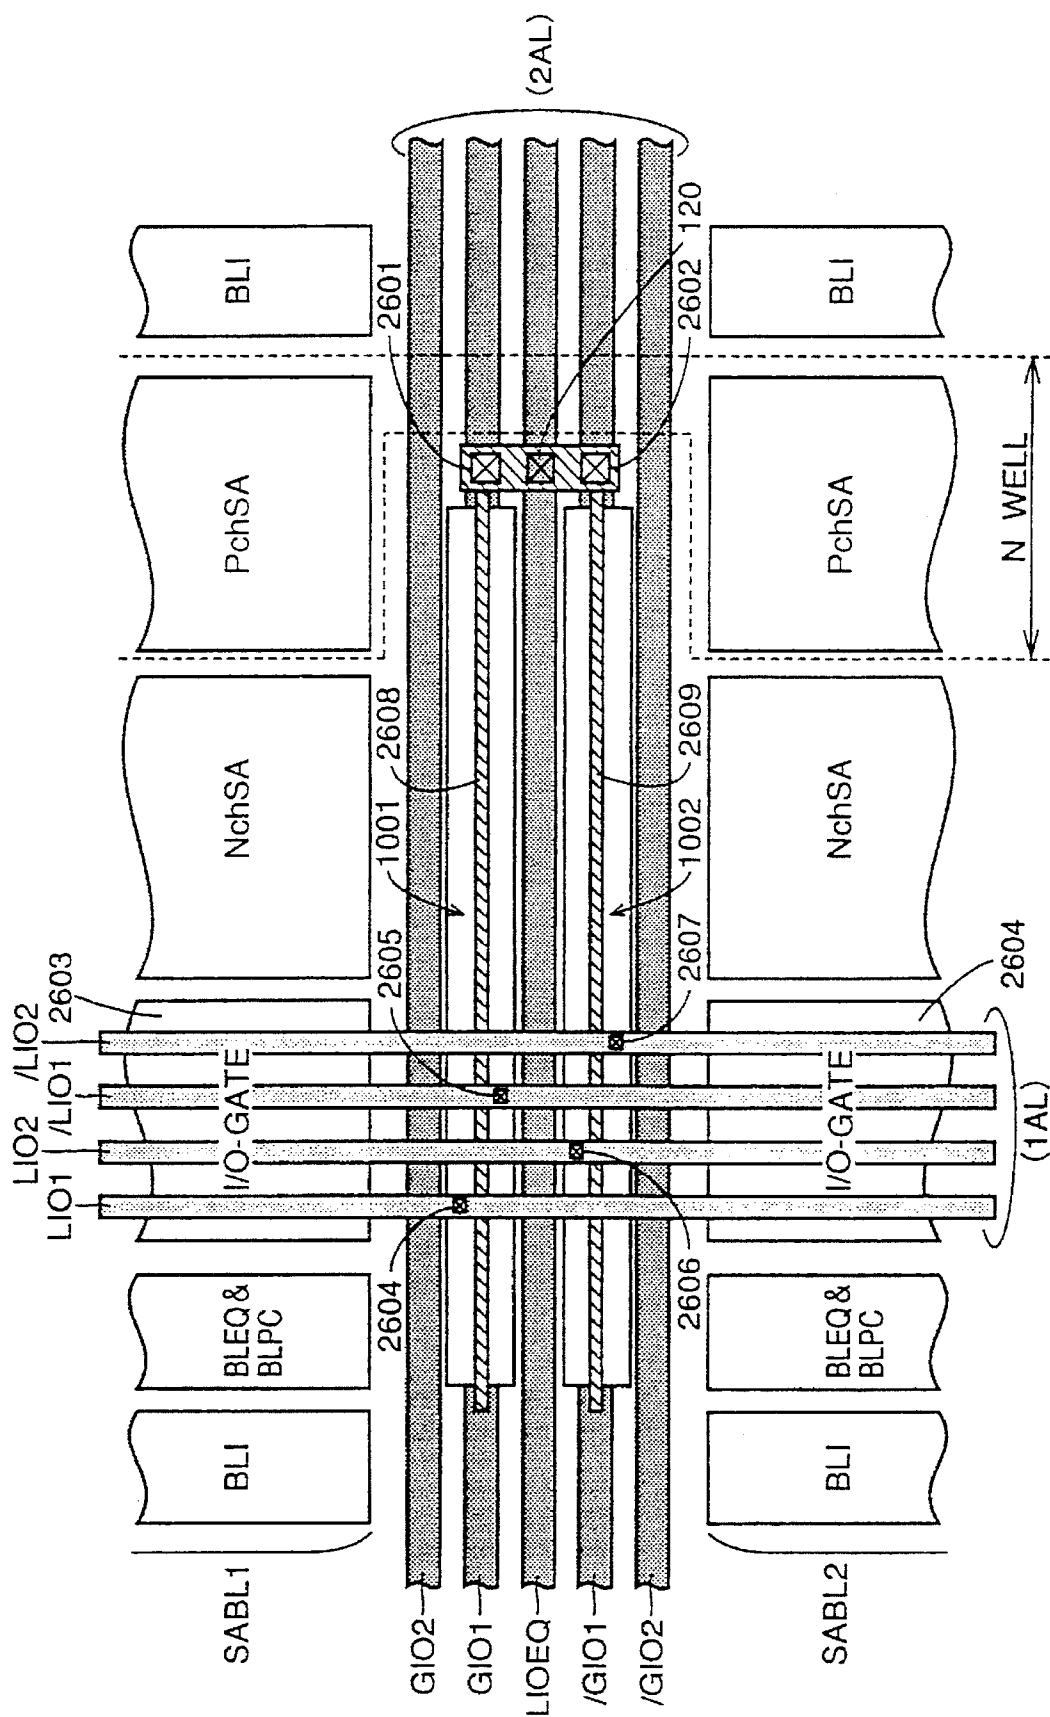 SABL1
BLI
BLEQ &
BLPC
I/O-GATE
NchSA
PchSA
BLI
LIO1
LIO2
/LIO1
/LIO2
2603
2604
2605
1001
2608
2601
GIO2
GIO1
LIOEQ
/GIO1
/GIO2
(2AL)
120
2606
2607
1002
2609
2602
SABL2
BLI
BLEQ &
BLPC
I/O-GATE
NchSA
PchSA
BLI
2604
(1AL)
N WELL